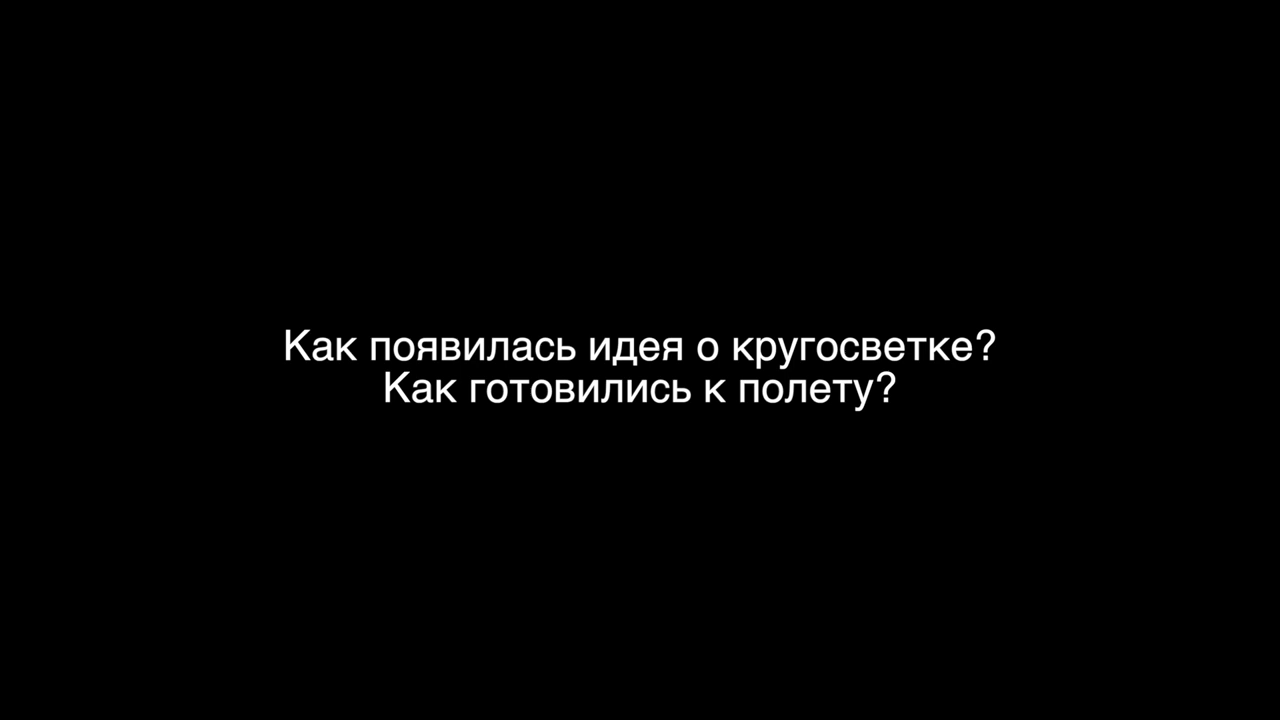 Как появилась идея о кругосветке?
Как готовились к полету?